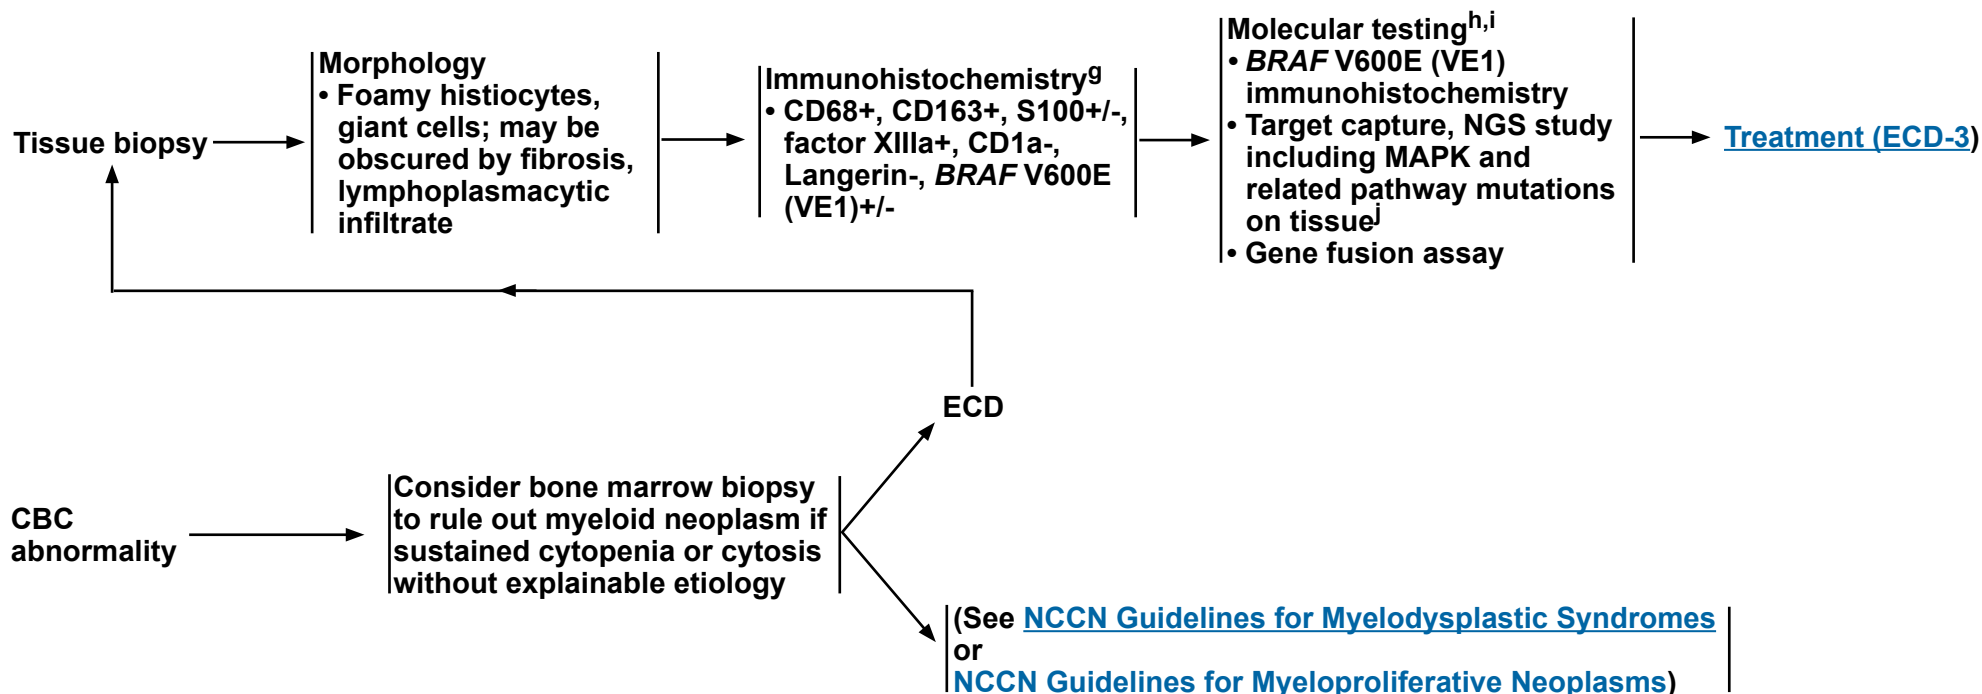 Tissue biopsy
Morphology
• Foamy histiocytes,
giant cells; may be
obscured by fibrosis,
lymphoplasmacytic
infiltrate
Immunohistochemistryg
• CD68+, CD163+, S100+/-,
factor XIIIa+, CD1a-,
Langerin-, BRAF V600E
(VE1)+/-
Molecular testingh,i
• BRAF V600E (VE1)
immunohistochemistry
• Target capture, NGS study
including MAPK and
related pathway mutations
on tissuej
• Gene fusion assay
Treatment (ECD-3)
ECD
CBC
abnormality
Consider bone marrow biopsy
to rule out myeloid neoplasm if
sustained cytopenia or cytosis
without explainable etiology
(See NCCN Guidelines for Myelodysplastic Syndromes
or
NCCN Guidelines for Myeloproliferative Neoplasms)